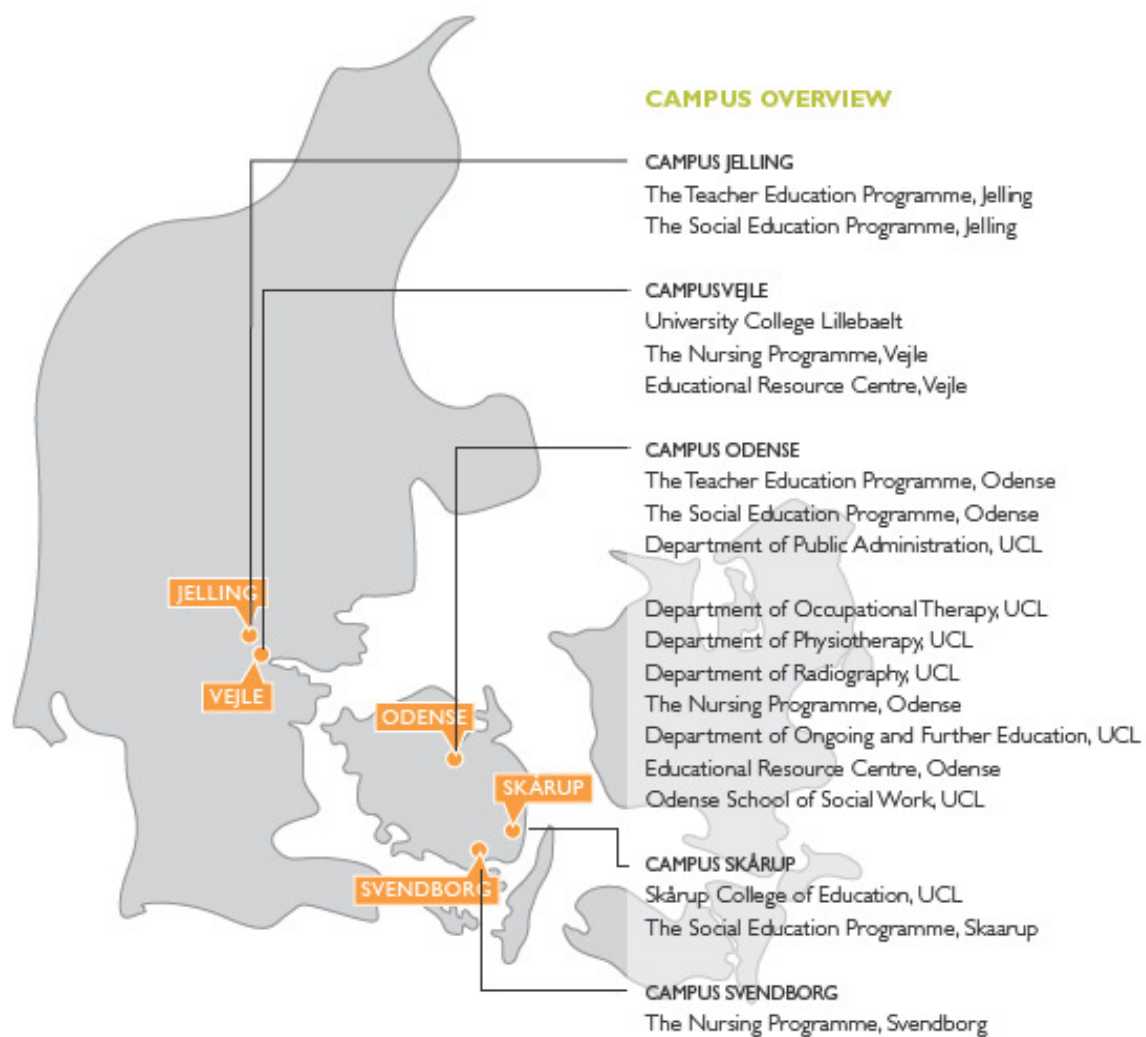 CAMPUS OVERVIEW
CAMPUS JELLING
The Teacher Education Programme, Jelling
The Social Education Programme, Jelling
CAMPUS VEJLE
University College Lillebaelt
The Nursing Programme, Vejle
Educational Resource Centre, Vejle
CAMPUS ODENSE
The Teacher Education Programme, Odense
The Social Education Programme, Odense
Department of Public Administration, UCL
Department of Occupational Therapy, UCL
Department of Physiotherapy, UCL
Department of Radiography, UCL
The Nursing Programme, Odense
Department of Ongoing and Further Education, UCL
Educational Resource Centre, Odense
Odense School of Social Work, UCL
CAMPUS SKÅRUP
Skårup College of Education, UCL
The Social Education Programme, Skaarup
CAMPUS SVENDBORG
The Nursing Programme, Svendborg
JELLING
VEJLE
ODENSE
SKÅRUP
SVENDBORG